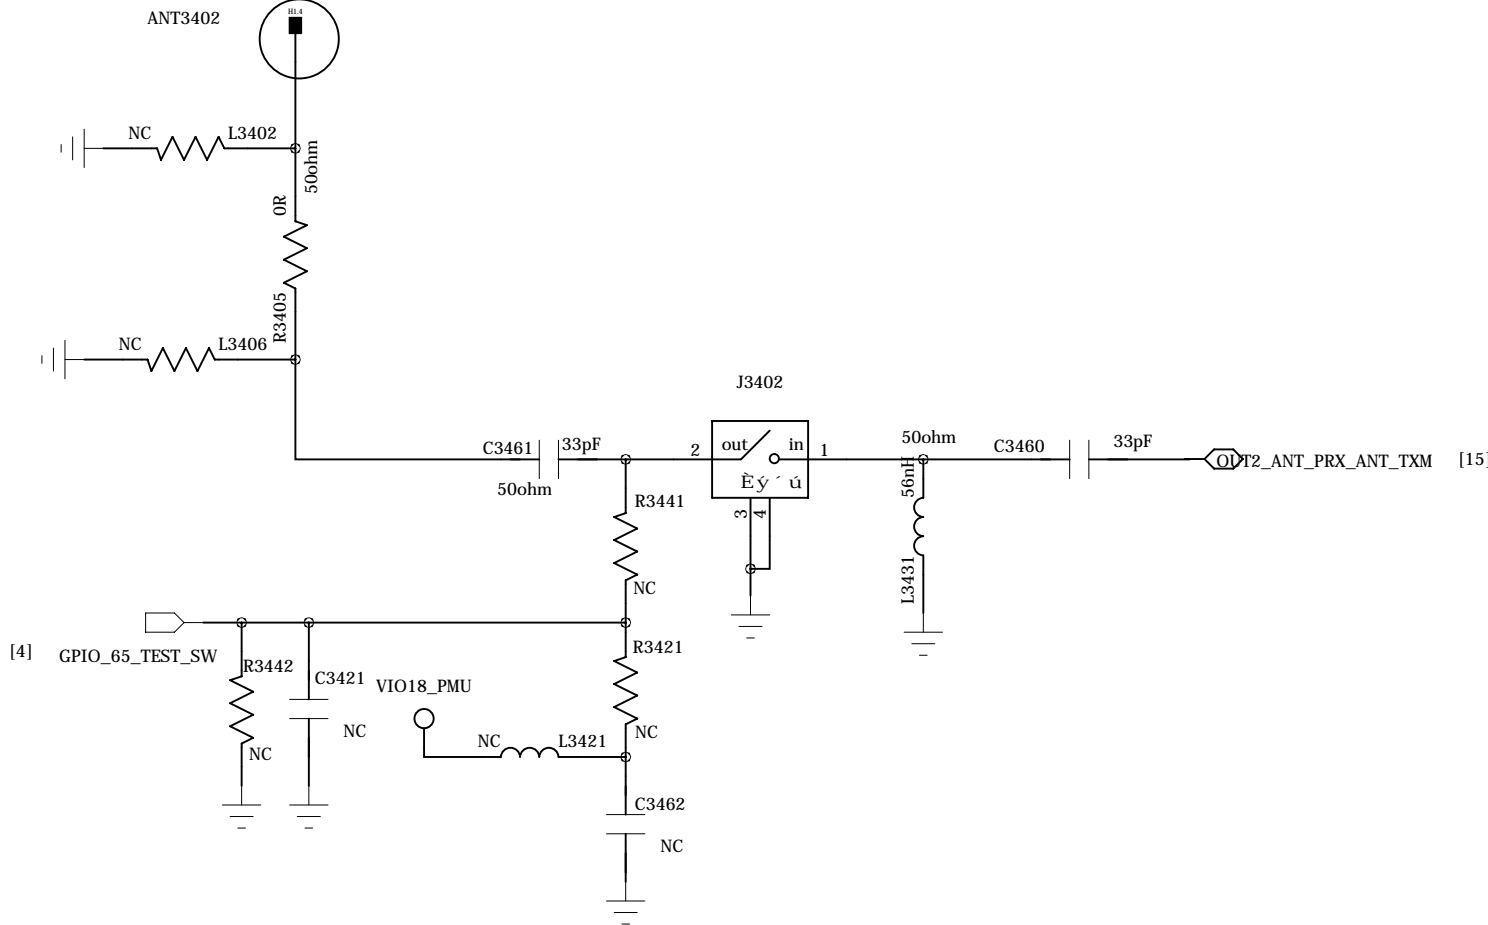 ANT3402
H1.4
NC
L3402
50ohm
0R
R3405
NC
L3406
J3402
C3461
33pF
50ohm
2
out
in
1
Èý´ú
3
4
50ohm
56nH
L3431
C3460
33pF
OUT2_ANT_PRX_ANT_TXM
[15]
R3441
NC
[4]
GPIO_65_TEST_SW
R3442
NC
C3421
NC
VIO18_PMU
NC
L3421
R3421
NC
C3462
NC